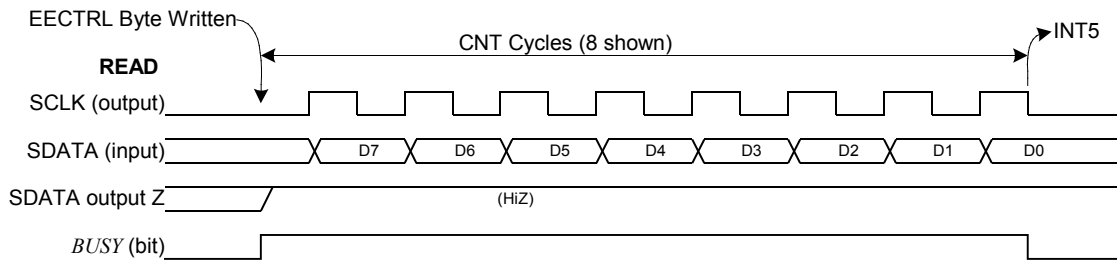 EECTRL Byte Written
CNT Cycles (8 shown)
INT5
READ
SCLK (output)
SDATA (input)
D7 D6 D5 D4 D3 D2 D1 D0
SDATA output Z
(HiZ)
BUSY (bit)